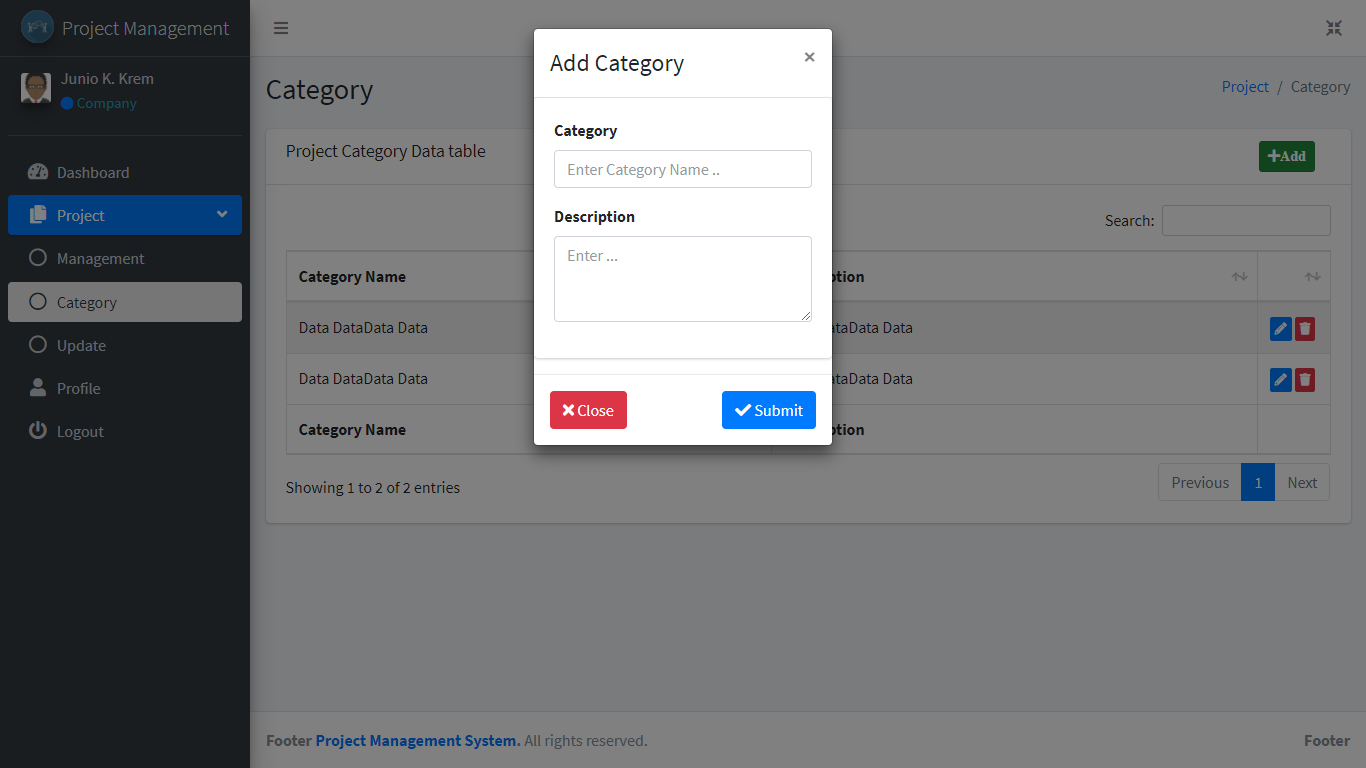 Project Management
Junio K. Krem
Company
Dashboard
Project
Management
Category
Update
Profile
Logout
Category
Project / Category
Project Category Data table
Add
Search:
Category Name
ption
Data DataData Data
ataData Data
Data DataData Data
ataData Data
Category Name
ption
Showing 1 to 2 of 2 entries
Previous 1 Next
Add Category
×
Category
Enter Category Name ..
Description
Enter ...
Close
Submit
Footer Project Management System. All rights reserved.
Footer